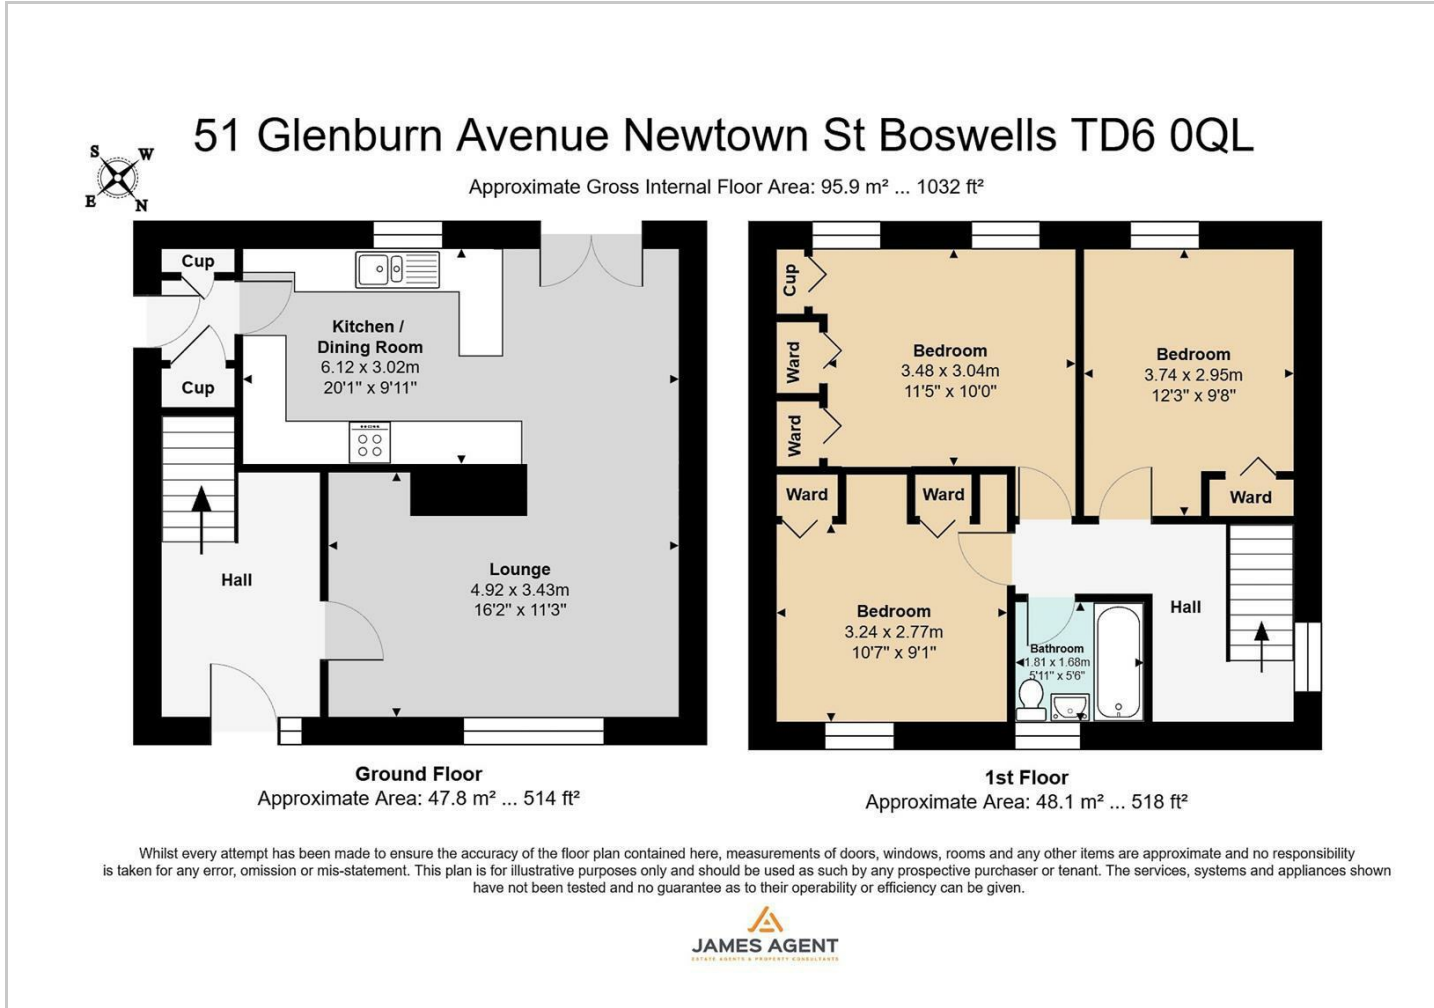 51 Glenburn Avenue Newtown St Boswells TD6 0QL
Approximate Gross Internal Floor Area: 95.9 m² ... 1032 ft²
S W
E N
Cup
Cup
Kitchen /
Dining Room
6.12 x 3.02m
20'1" x 9'11"
Hall
Lounge
4.92 x 3.43m
16'2" x 11'3"
Ground Floor
Approximate Area: 47.8 m² ... 514 ft²
Cup
Ward
Ward
Bedroom
3.48 x 3.04m
11'5" x 10'0"
Bedroom
3.74 x 2.95m
12'3" x 9'8"
Ward
Ward
Ward
Bedroom
3.24 x 2.77m
10'7" x 9'1"
Bathroom
1.81 x 1.68m
5'11" x 5'6"
Hall
1st Floor
Approximate Area: 48.1 m² ... 518 ft²
Whilst every attempt has been made to ensure the accuracy of the floor plan contained here, measurements of doors, windows, rooms and any other items are approximate and no responsibility
is taken for any error, omission or mis-statement. This plan is for illustrative purposes only and should be used as such by any prospective purchaser or tenant. The services, systems and appliances shown
have not been tested and no guarantee as to their operability or efficiency can be given.
JAMES AGENT
ESTATE AGENTS & PROPERTY CONSULTANTS